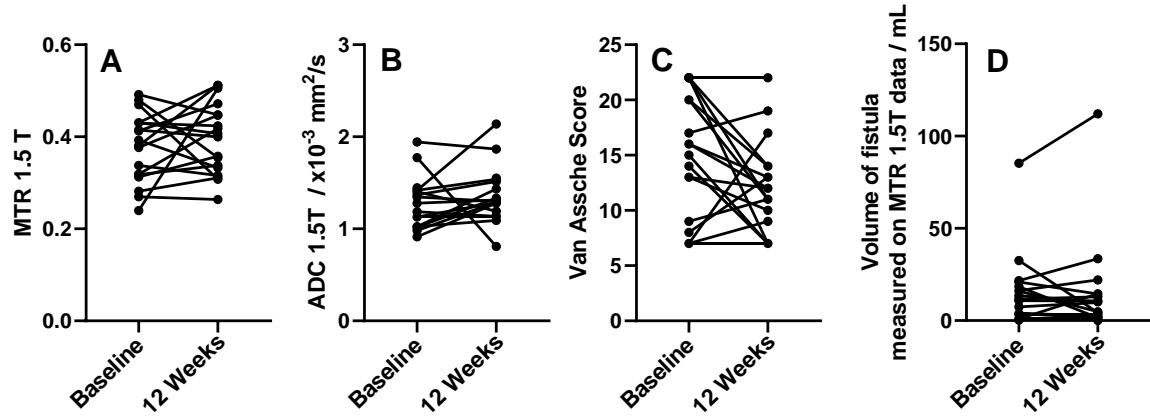 A
MTR 1.5 T
0.6
0.4
0.2
0.0
Baseline
12 Weeks
B
ADC 1.5T / x10⁻³ mm²/s
3
2
1
0
Baseline
12 Weeks
C
Van Assche Score
25
20
15
10
5
0
Baseline
12 Weeks
D
Volume of fistula
measured on MTR 1.5T data / mL
150
100
50
0
Baseline
12 Weeks